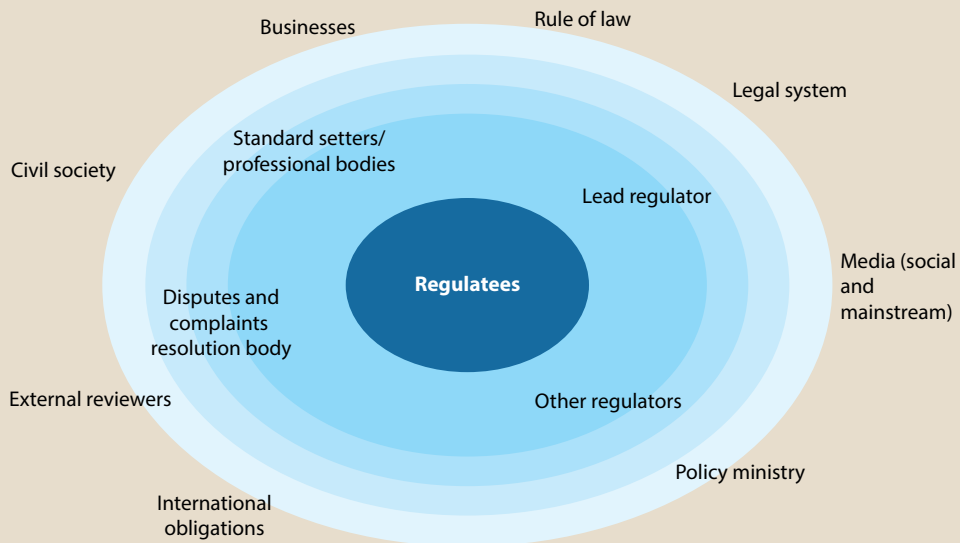 Rule of law
Businesses
Legal system
Standard setters/
professional bodies
Civil society
Lead regulator
Media (social
and
mainstream)
Regulatees
Disputes and
complaints
resolution body
External reviewers
Other regulators
Policy ministry
International
obligations